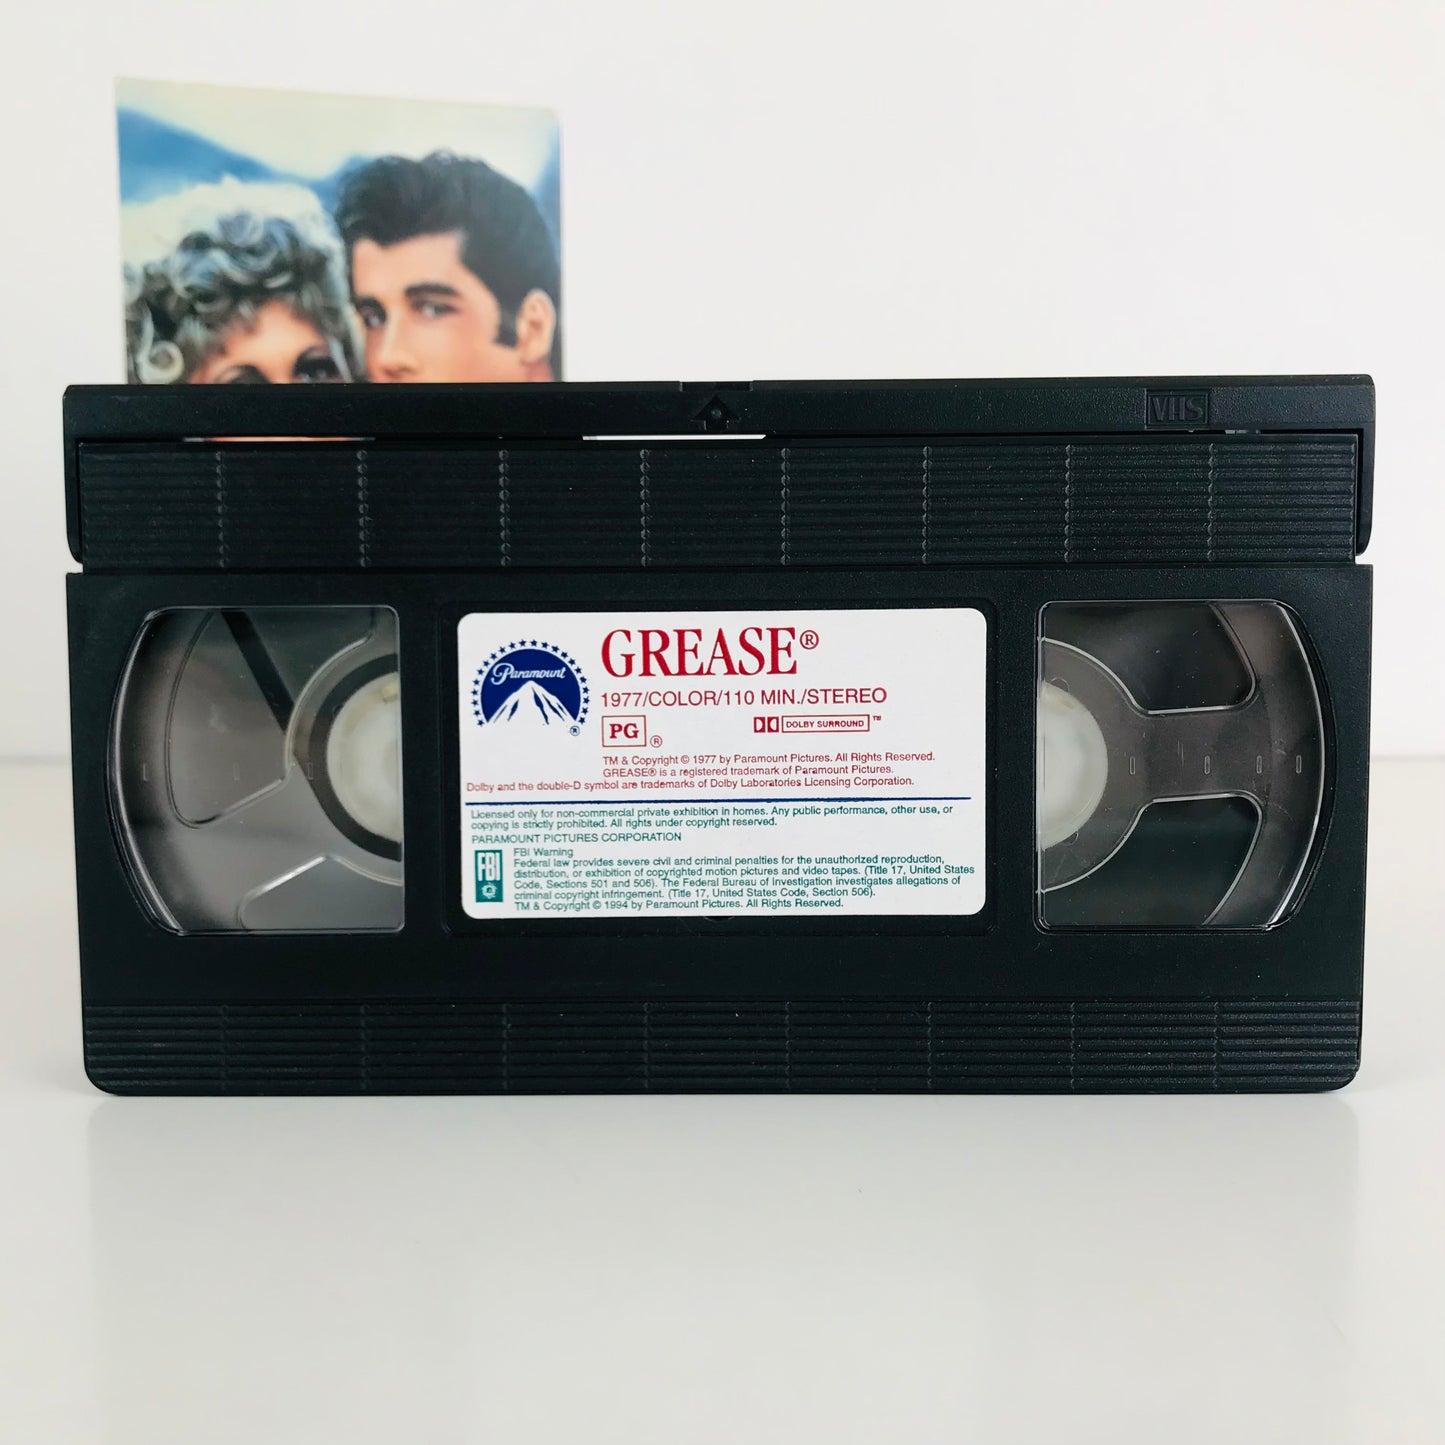 VHS
Paramount
®
GREASE®
1977/COLOR/110 MIN./STEREO
PG ®
DOLBY SURROUND ™
TM & Copyright © 1977 by Paramount Pictures. All Rights Reserved.
GREASE® is a registered trademark of Paramount Pictures.
Dolby and the double-D symbol are trademarks of Dolby Laboratories Licensing Corporation.
Licensed only for non-commercial private exhibition in homes. Any public performance, other use, or
copying is strictly prohibited. All rights under copyright reserved.
PARAMOUNT PICTURES CORPORATION
FBI
FBI Warning
Federal law provides severe civil and criminal penalties for the unauthorized reproduction,
distribution, or exhibition of copyrighted motion pictures and video tapes. (Title 17, United States
Code, Sections 501 and 506). The Federal Bureau of Investigation investigates allegations of
criminal copyright infringement. (Title 17, United States Code, Section 506).
TM & Copyright © 1994 by Paramount Pictures. All Rights Reserved.